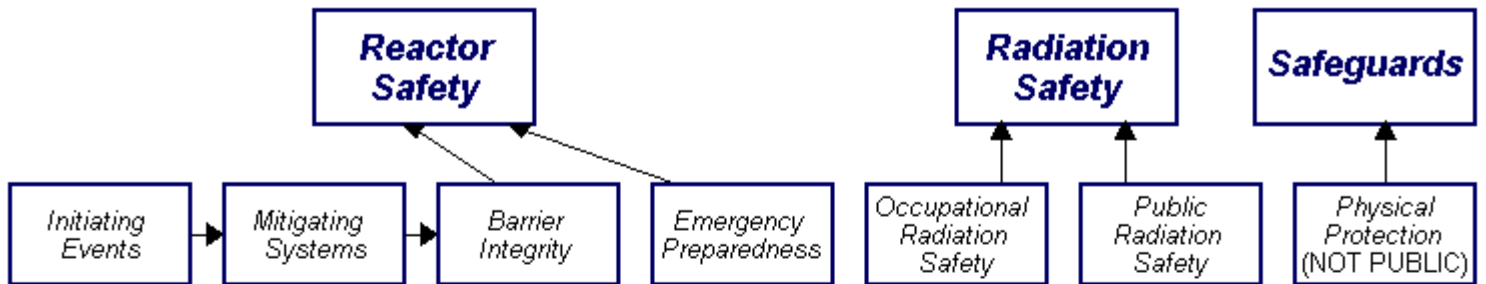 Reactor
Safety
Radiation
Safety
Safeguards
Initiating
Events
Mitigating
Systems
Barrier
Integrity
Emergency
Preparedness
Occupational
Radiation
Safety
Public
Radiation
Safety
Physical
Protection
(NOT PUBLIC)